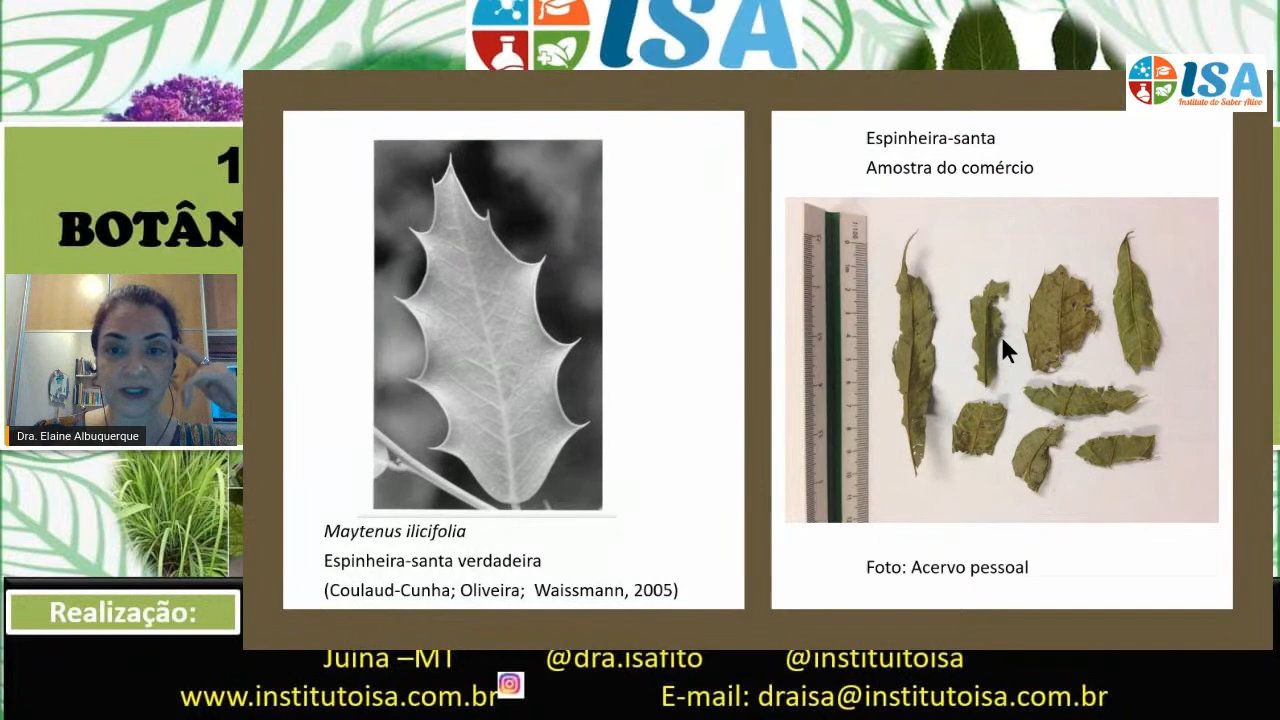 ISA
ISA
Instituto do Saber Ativo
1
BOTÂN
Espinheira-santa
Amostra do comércio
Dra. Elaine Albuquerque
Maytenus ilicifolia
Espinheira-santa verdadeira
(Coulaud-Cunha; Oliveira; Waissmann, 2005)
Foto: Acervo pessoal
Realização:
Juína –MT @dra.isafito @instituitoisa
www.institutoisa.com.br E-mail: draisa@institutoisa.com.br